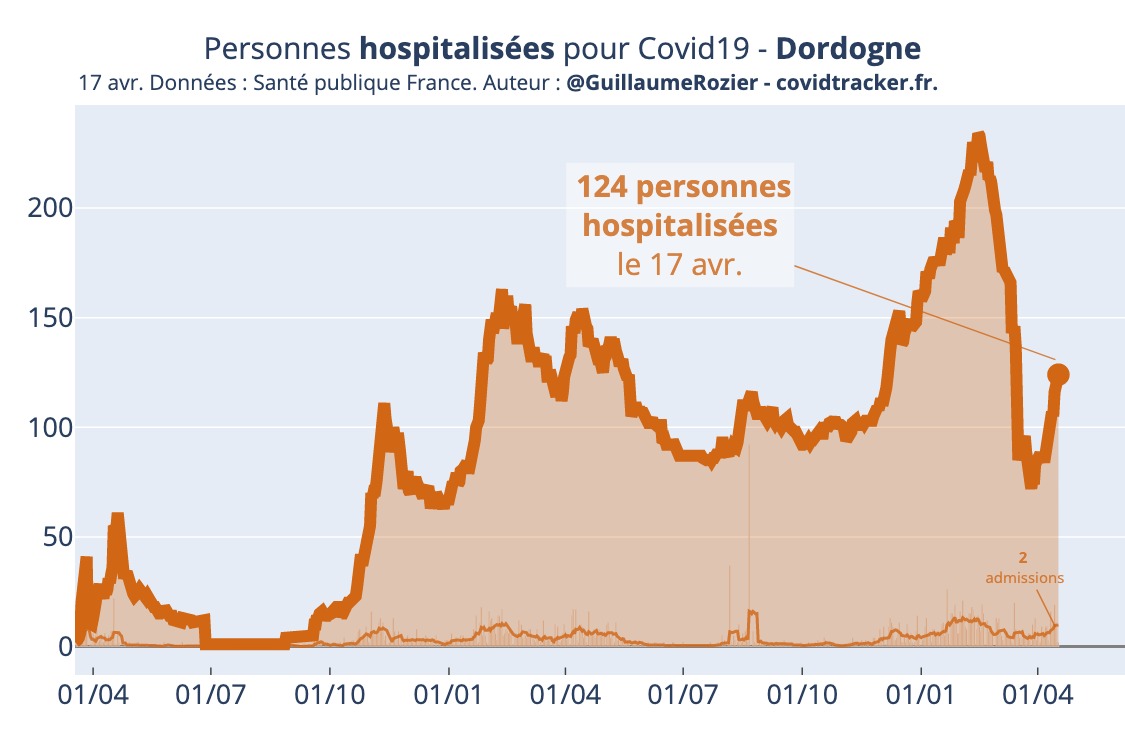 Personnes hospitalisées pour Covid19 - Dordogne
17 avr. Données : Santé publique France. Auteur : @GuillaumeRozier - covidtracker.fr.
124 personnes
hospitalisées
le 17 avr.
200
150
100
50
0
2
admissions
01/04 01/07 01/10 01/01 01/04 01/07 01/10 01/01 01/04